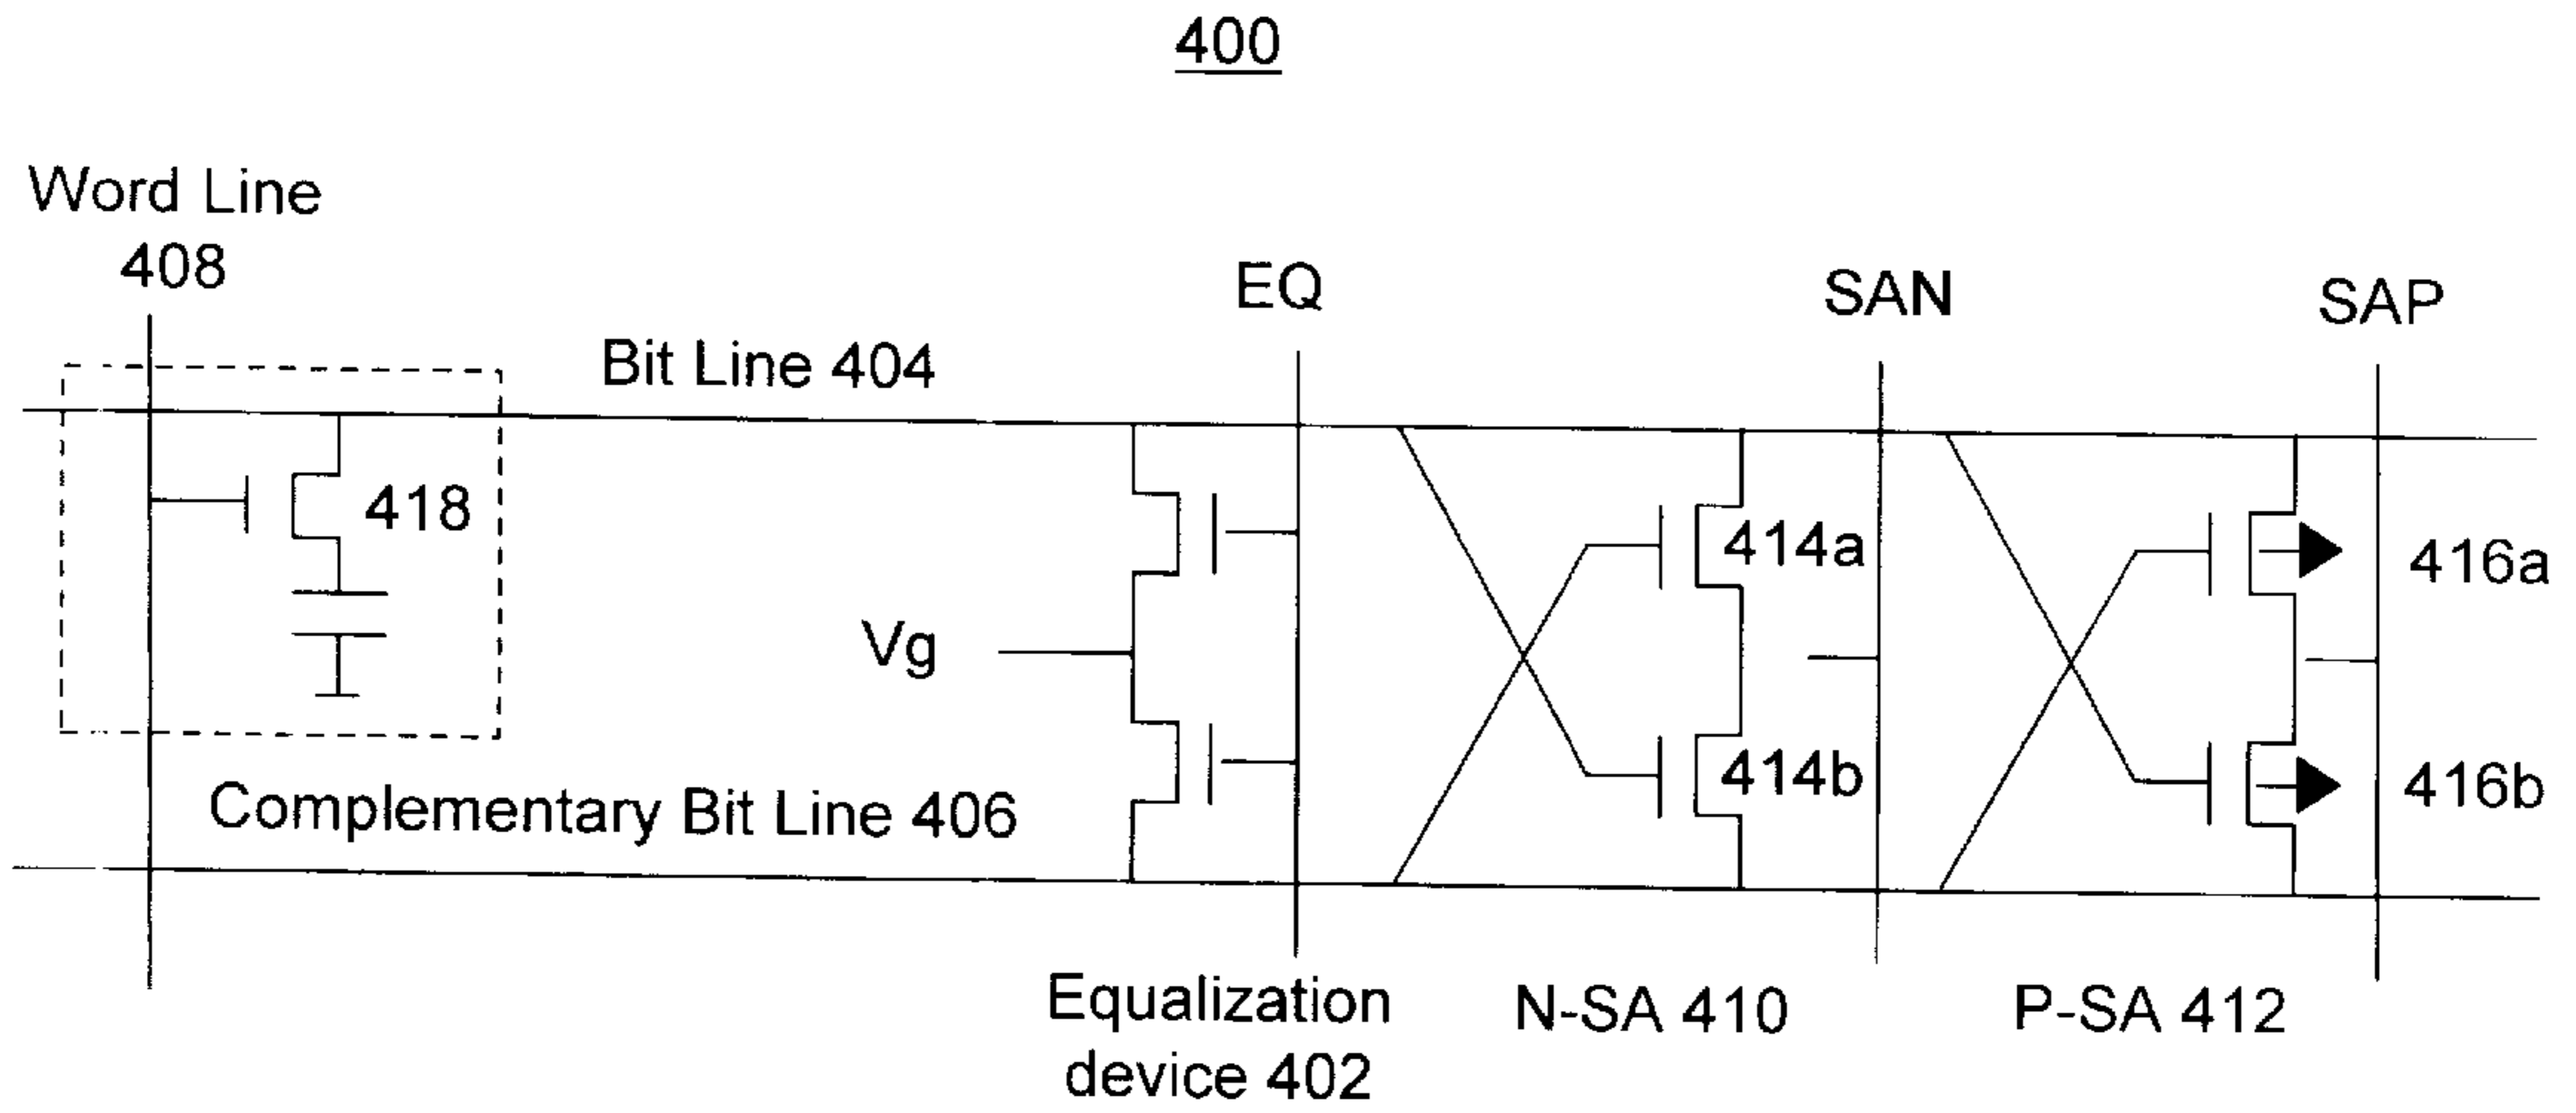 400
Word Line
408
EQ
SAN
SAP
Bit Line 404
418
414a
416a
Vg
414b
416b
Complementary Bit Line 406
Equalization
device 402
N-SA 410
P-SA 412